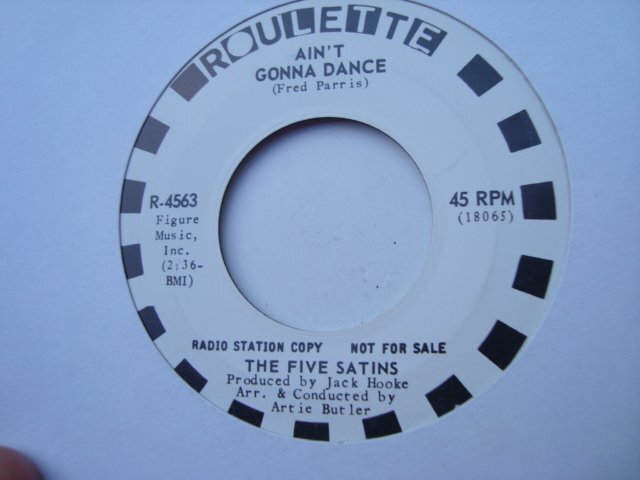 ROULETTE
AIN'T
GONNA DANCE
(Fred Parris)
R-4563
Figure
Music,
Inc.
(2:36-
BMI)
45 RPM
(18065)
RADIO STATION COPY NOT FOR SALE
THE FIVE SATINS
Produced by Jack Hooke
Arr. & Conducted by
Artie Butler